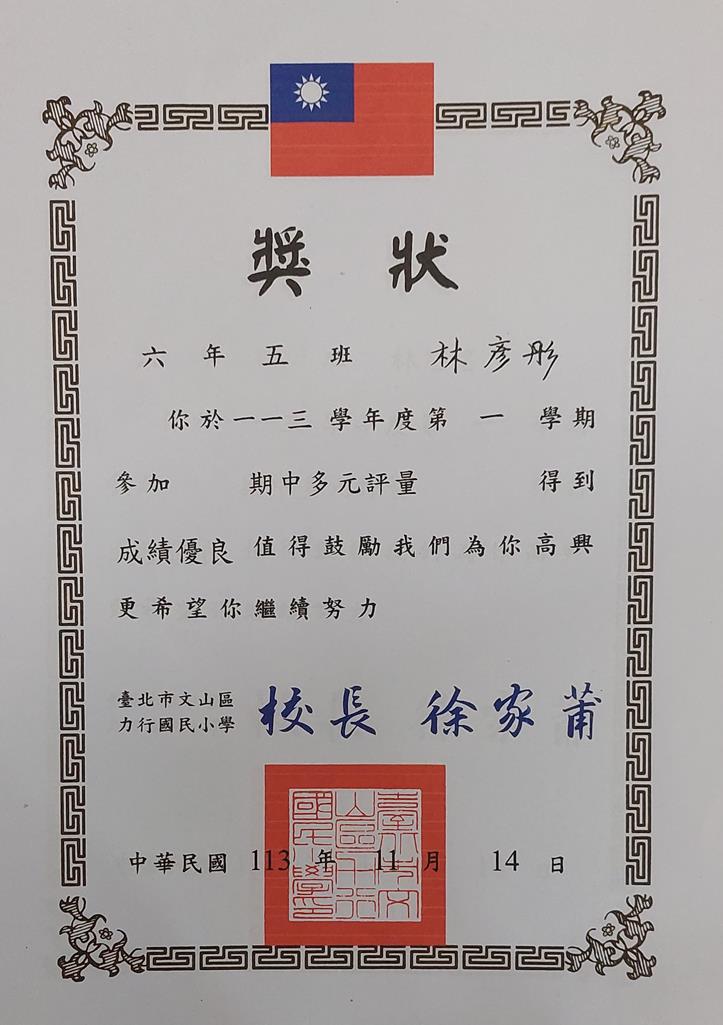 獎狀
六年五班 林彥彤
你於一一三學年度第一學期
參加 期中多元評量 得到
成績優良 值得鼓勵我們為你高興
更希望你繼續努力
臺北市文山區
力行國民小學
校長 徐家莆
中華民國 113 年 11 月 14 日